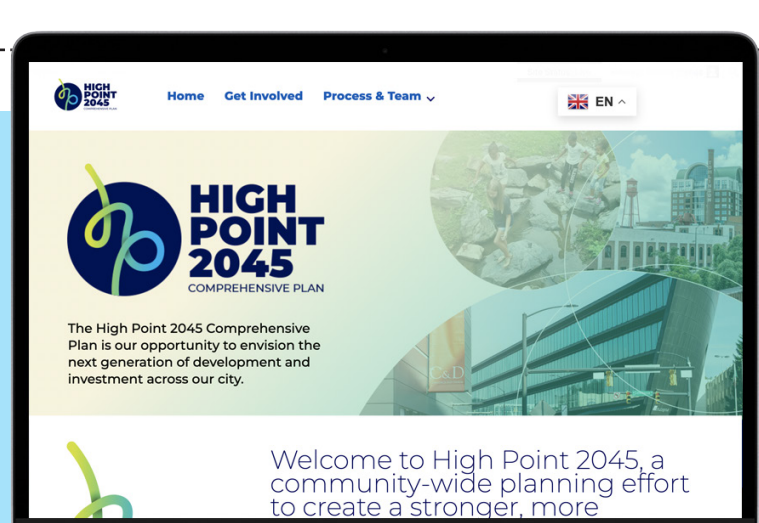 HIGH
POINT
2045
COMPREHENSIVE PLAN
Home Get Involved Process & Team
EN
HIGH
POINT
2045
COMPREHENSIVE PLAN
The High Point 2045 Comprehensive
Plan is our opportunity to envision the
next generation of development and
investment across our city.
C&D
Welcome to High Point 2045, a
community-wide planning effort
to create a stronger, more